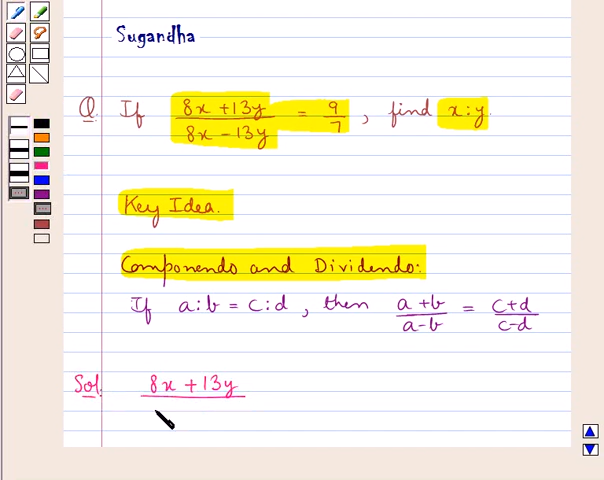 Sugandha
Q. If (8x + 13y)/(8x - 13y) = 9/7, find x : y.
Key Idea.
Componendo and Dividendo:
If a : b = c : d, then (a + b)/(a - b) = (c + d)/(c - d)
Sol. 8x + 13y